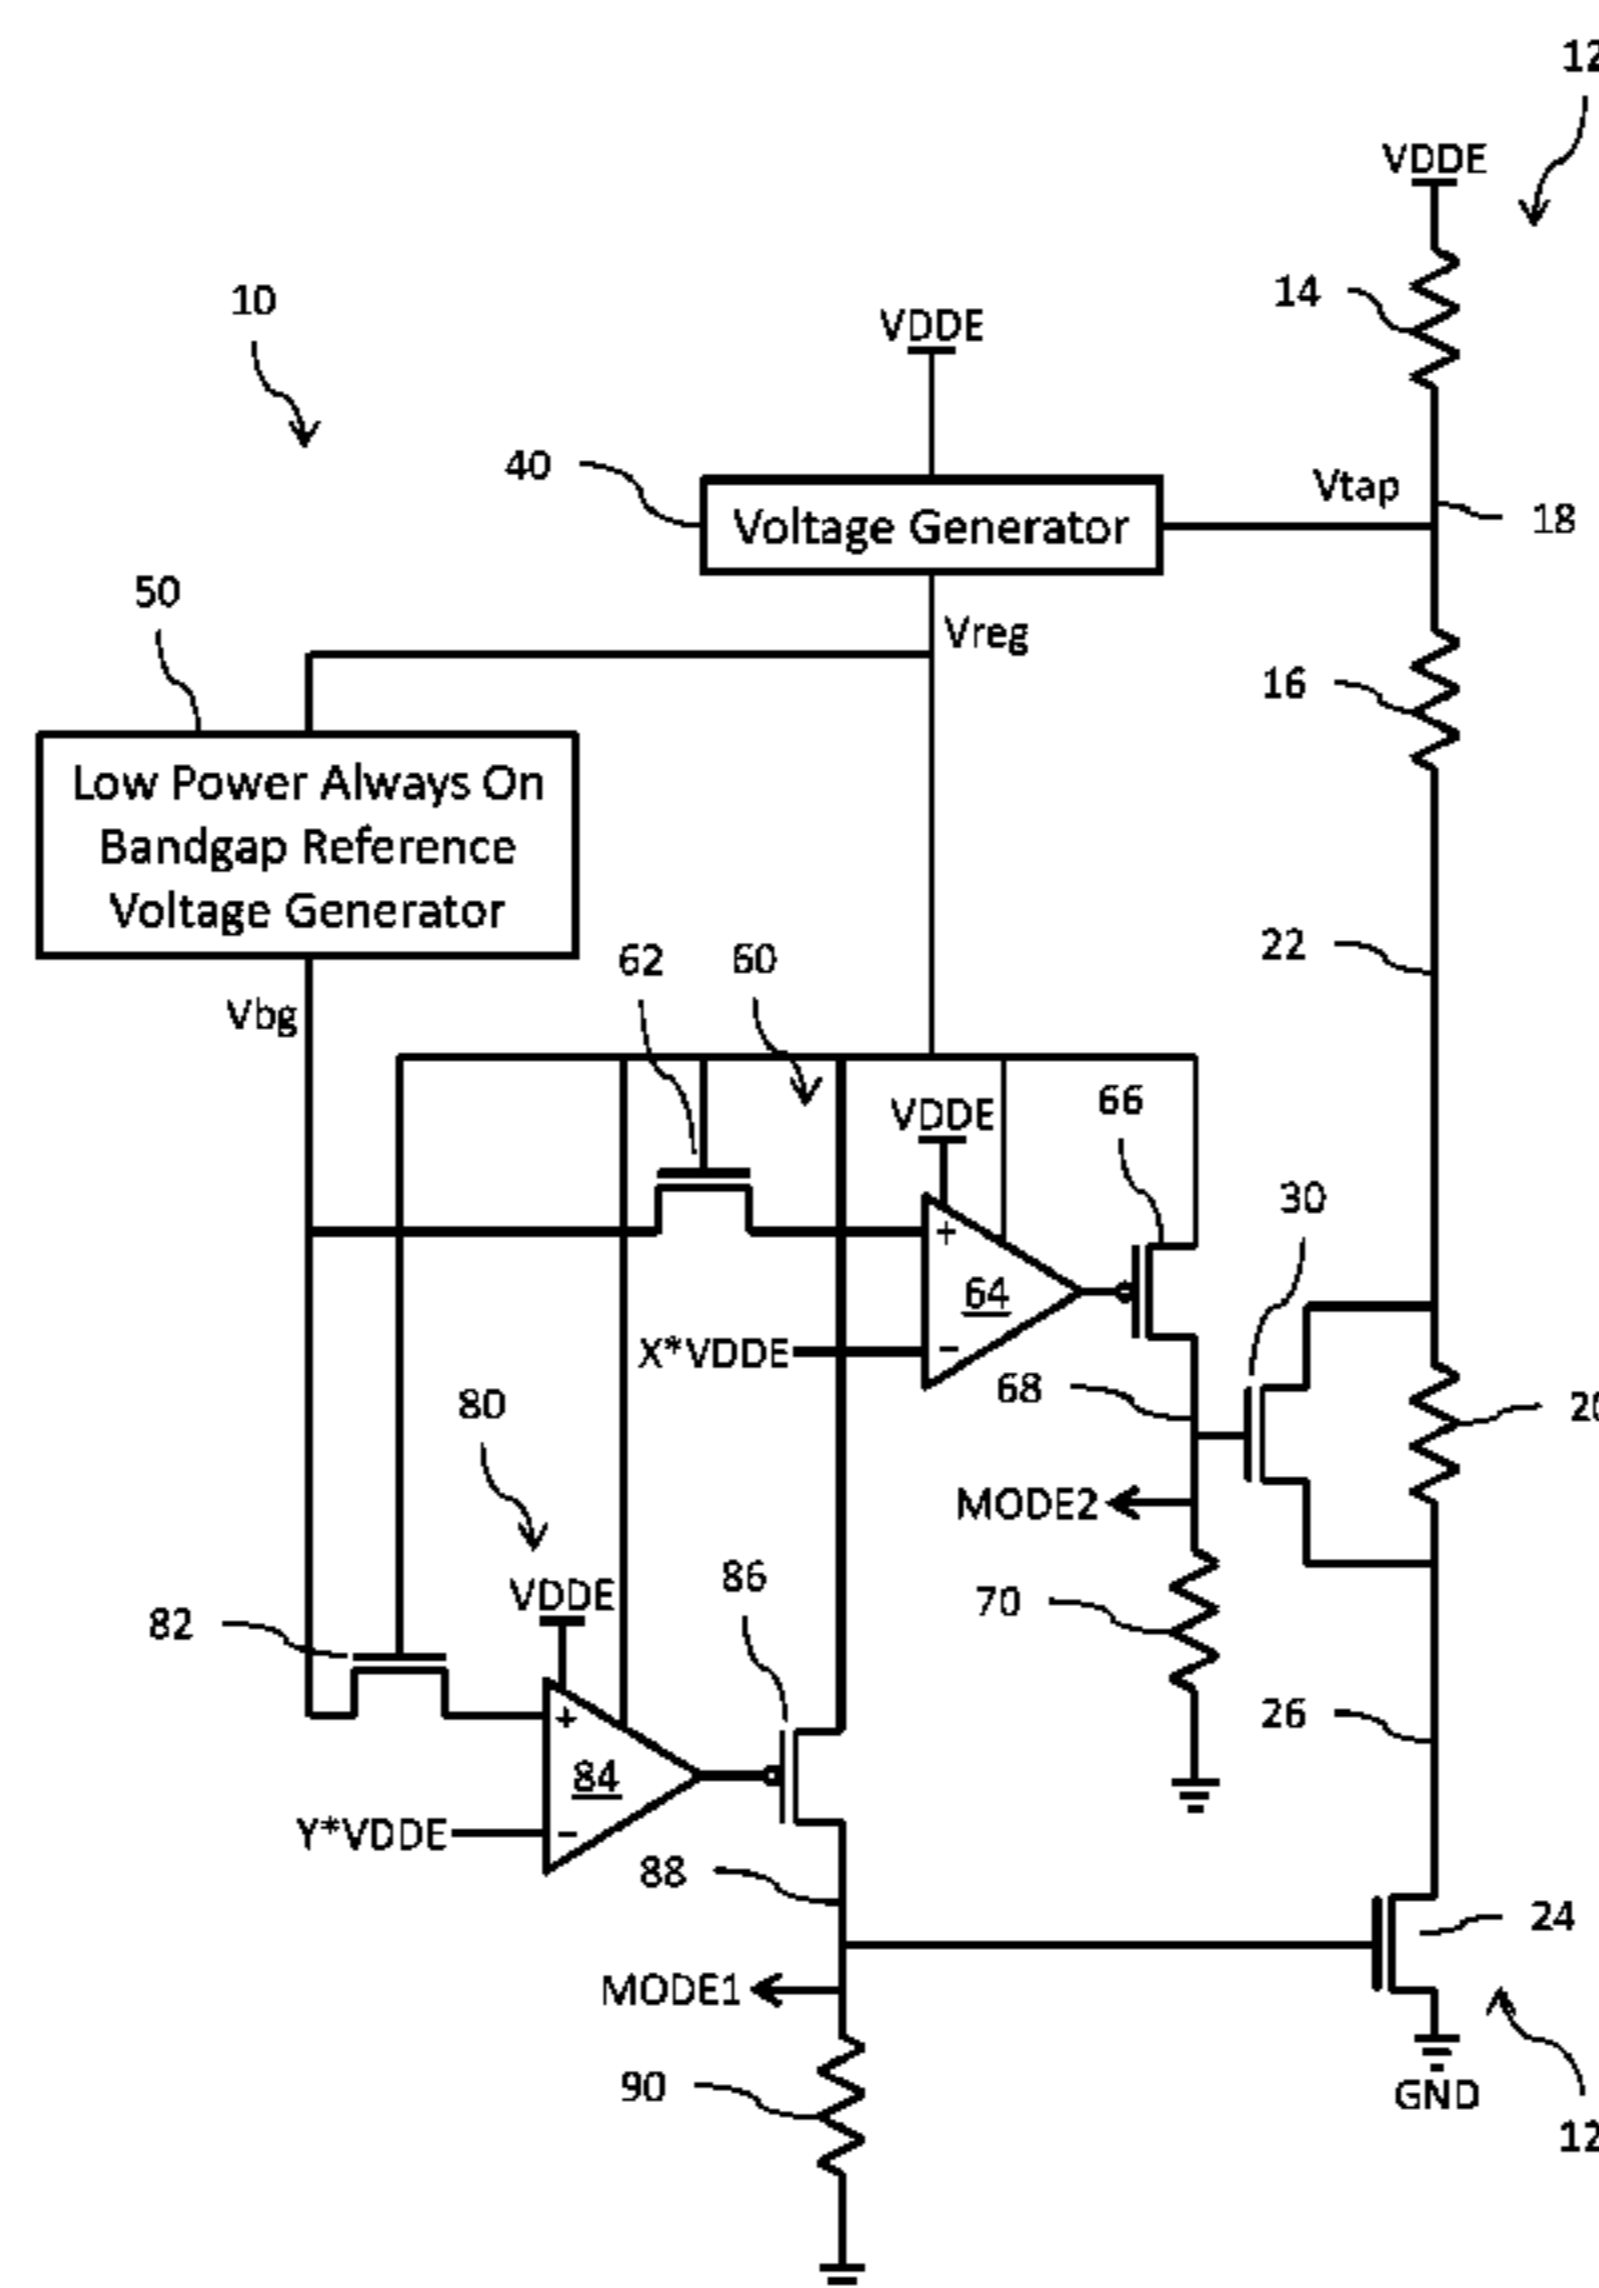 12
VDDE
14
10
VDDE
40
Voltage Generator
Vtap
18
50
Vreg
16
Low Power Always On
Bandgap Reference
Voltage Generator
62
60
22
Vbg
VDDE
66
30
+
64
X*VDDE
-
68
20
80
MODE2
VDDE
86
70
82
26
+
84
Y*VDDE
-
88
24
MODE1
90
GND
12